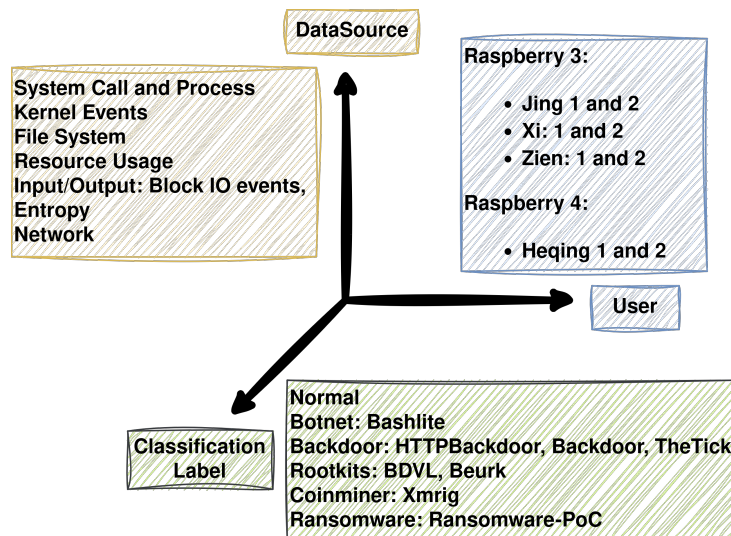 DataSource
System Call and Process
Kernel Events
File System
Resource Usage
Input/Output: Block IO events,
Entropy
Network
Raspberry 3:
• Jing 1 and 2
• Xi: 1 and 2
• Zien: 1 and 2
Raspberry 4:
• Heqing 1 and 2
User
Classification
Label
Normal
Botnet: Bashlite
Backdoor: HTTPBackdoor, Backdoor, TheTick
Rootkits: BDVL, Beurk
Coinminer: Xmrig
Ransomware: Ransomware-PoC